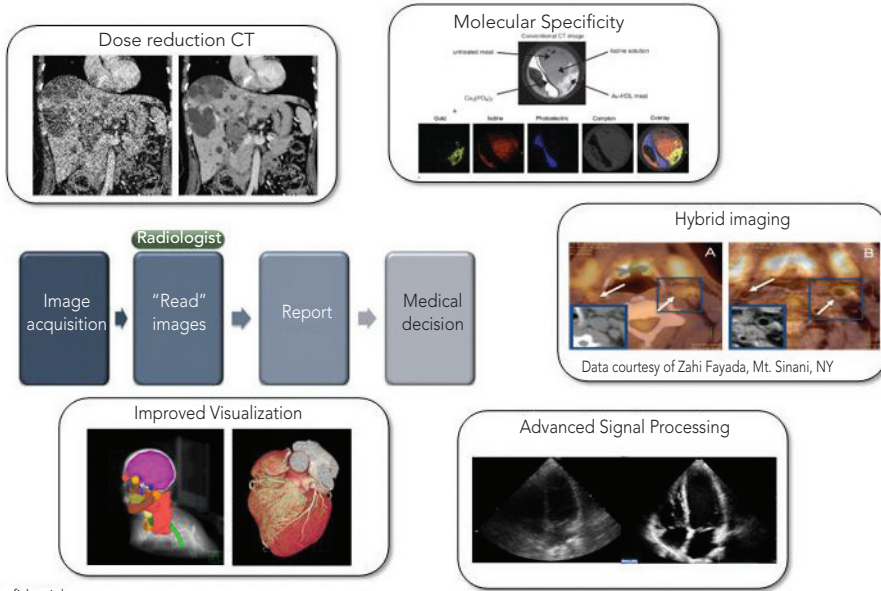 Dose reduction CT
Molecular Specificity
Conventional CT image
untreated meat
Iodine solution
Ca₃(PO₄)₂
Au-HDL meat
Gold
Iodine
Photoelectric
Compton
Overlay
Radiologist
Image
acquisition
"Read"
images
Report
Medical
decision
Hybrid imaging
A
B
Data courtesy of Zahi Fayada, Mt. Sinani, NY
Improved Visualization
Advanced Signal Processing
PHILIPS